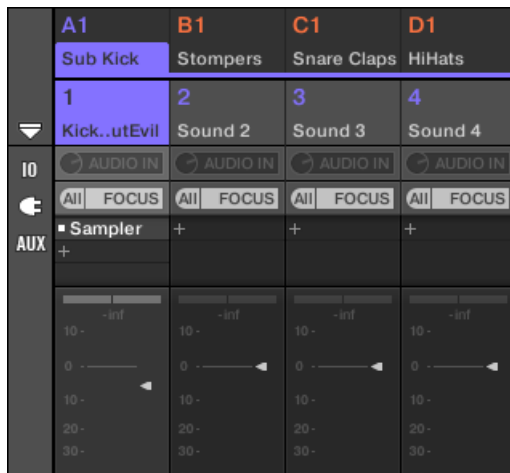 A1 B1 C1 D1
Sub Kick Stompers Snare Claps HiHats
1 2 3 4
Kick..utEvil Sound 2 Sound 3 Sound 4
IO AUDIO IN AUDIO IN AUDIO IN AUDIO IN
All FOCUS All FOCUS All FOCUS All FOCUS
Sampler + + +
AUX +
-inf -inf -inf -inf
10- 10- 10- 10-
0 - 0 - 0 - 0 -
10- 10- 10- 10-
20- 20- 20- 20-
30- 30- 30- 30-